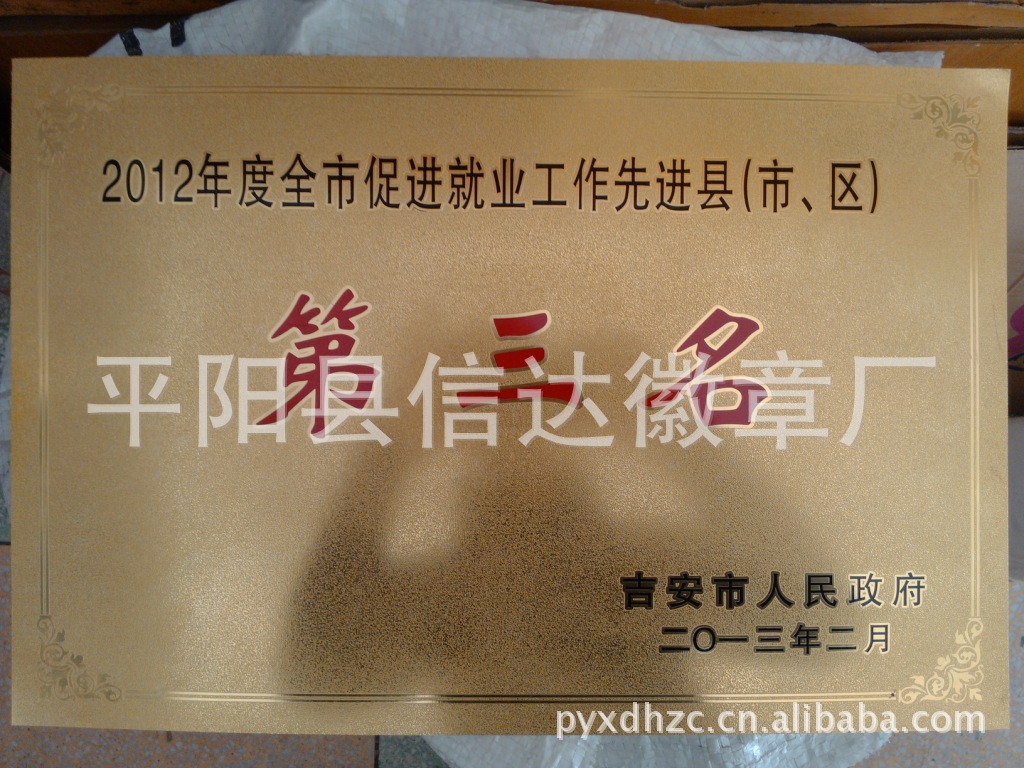 2012年度全市促进就业工作先进县(市、区)
第三名
平阳县信达徽章厂
吉安市人民政府
二〇一三年二月
pyxdhzc.cn.alibaba.com